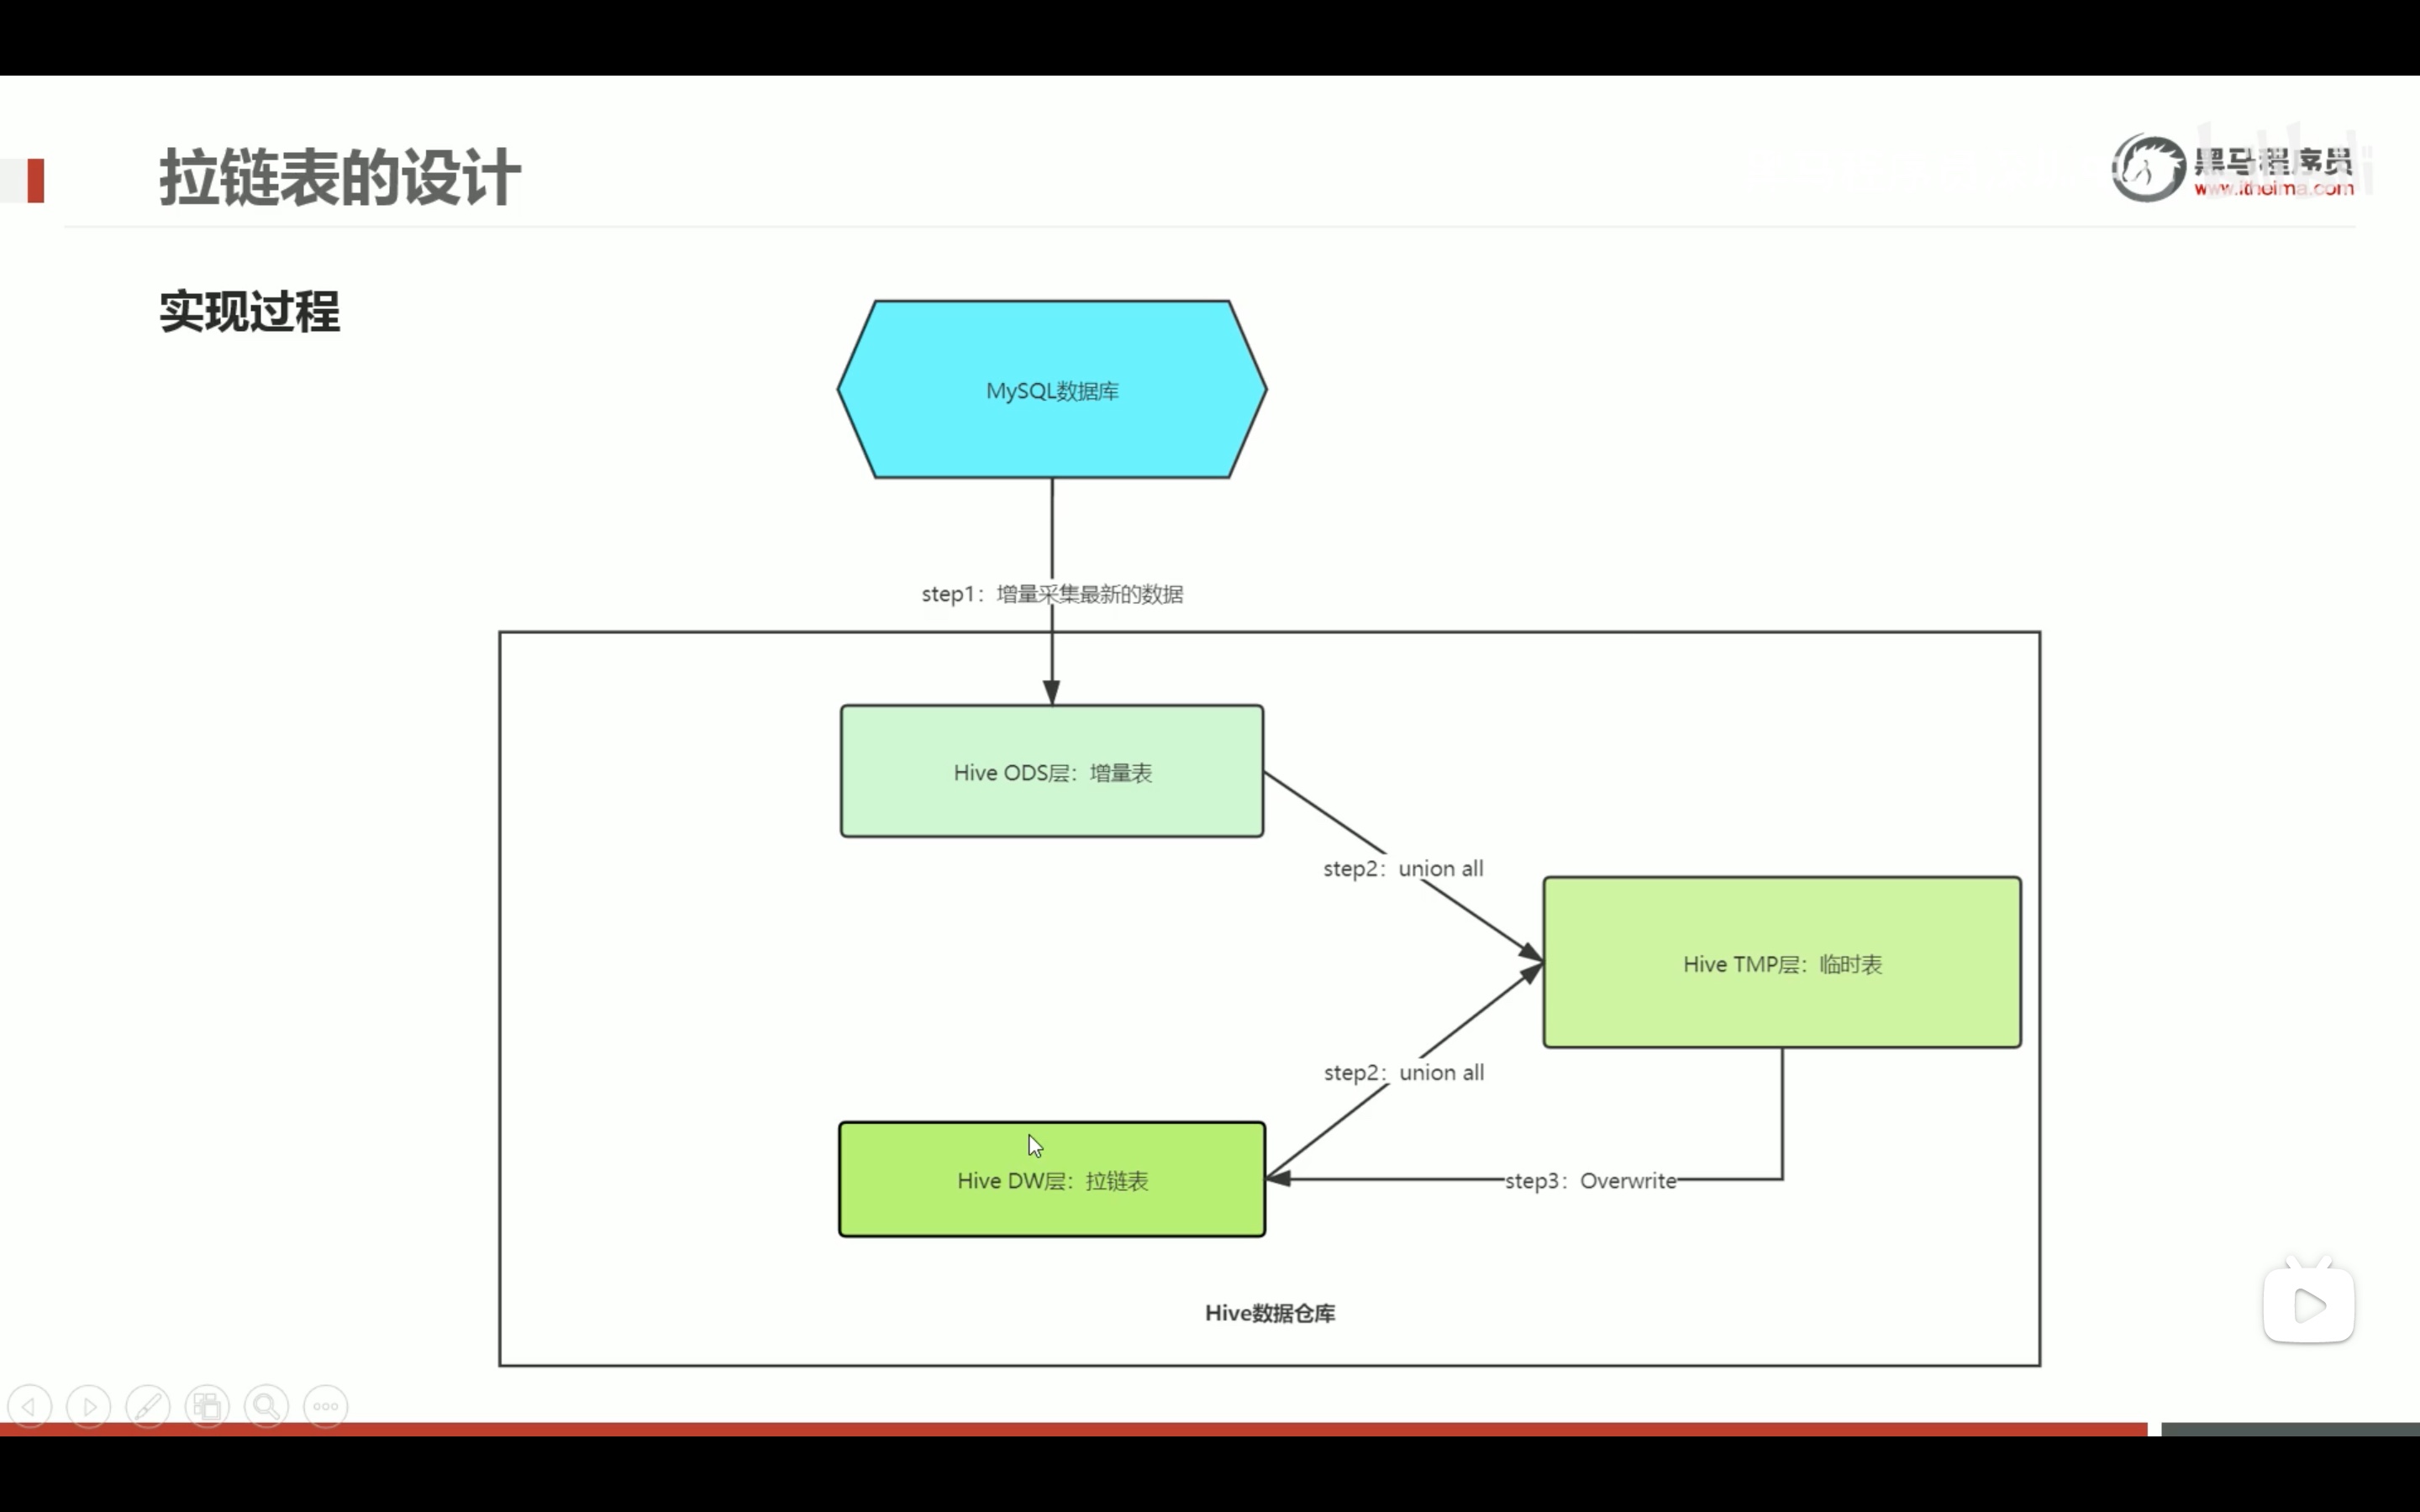 拉链表的设计
黑马程序员
www.itheima.com
实现过程
MySQL数据库
step1：增量采集最新的数据
Hive ODS层：增量表
step2：union all
Hive TMP层：临时表
step2：union all
Hive DW层：拉链表
step3：Overwrite
Hive数据仓库